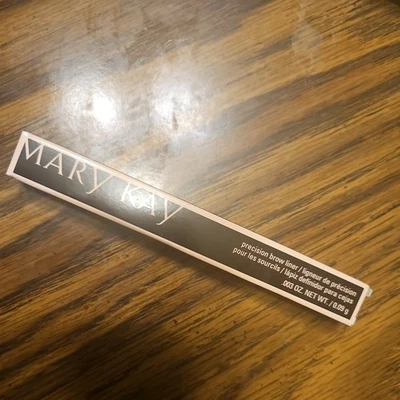 MARY KAY
precision brow liner / ligneur de précision
pour les sourcils / lápiz definidor para cejas
.003 OZ. NET WT. / 0.09 g